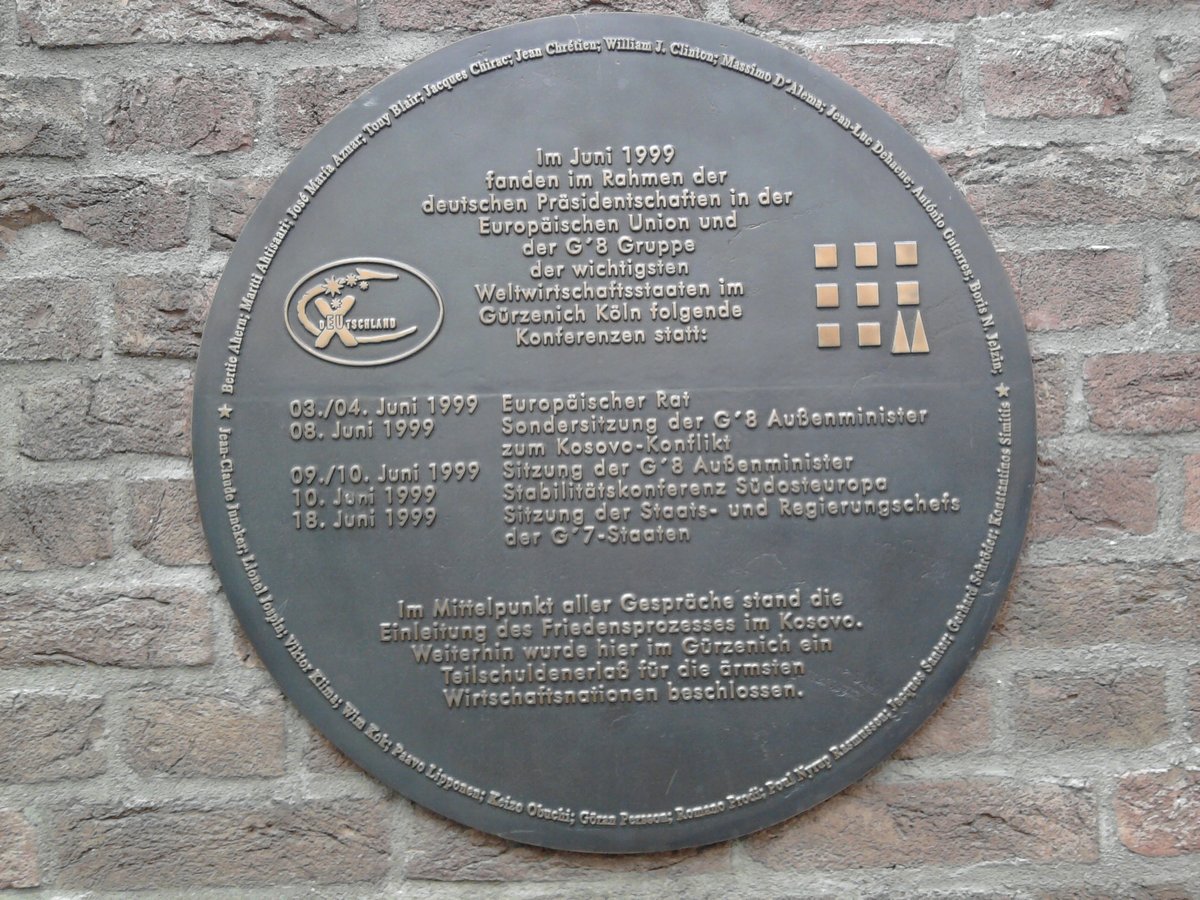 Bertie Ahern; Martti Ahtisaari; José Maria Aznar; Tony Blair; Jacques Chirac; Jean Chrétien; William J. Clinton; Massimo D´Alema; Jean-Luc Dehaene; António Guterres; Boris N. Jelzin;
Im Juni 1999
fanden im Rahmen der
deutschen Präsidentschaften in der
Europäischen Union und
der G´8 Gruppe
der wichtigsten
Weltwirtschaftsstaaten im
Gürzenich Köln folgende
Konferenzen statt:
DEUTSCHLAND
03./04. Juni 1999 Europäischer Rat
08. Juni 1999 Sondersitzung der G´8 Außenminister
zum Kosovo-Konflikt
09./10. Juni 1999 Sitzung der G´8 Außenminister
10. Juni 1999 Stabilitätskonferenz Südosteuropa
18. Juni 1999 Sitzung der Staats- und Regierungschefs
der G´7-Staaten
Im Mittelpunkt aller Gespräche stand die
Einleitung des Friedensprozesses im Kosovo.
Weiterhin wurde hier im Gürzenich ein
Teilschuldenerlaß für die ärmsten
Wirtschaftsnationen beschlossen.
Jean-Claude Juncker; Lionel Jospin; Viktor Klima; Wim Kok; Paavo Lipponen; Keizo Obuchi; Göran Persson; Romano Prodi; Poul Nyrup Rasmussen; Jacques Santer; Gerhard Schröder; Konstantinos Simitis